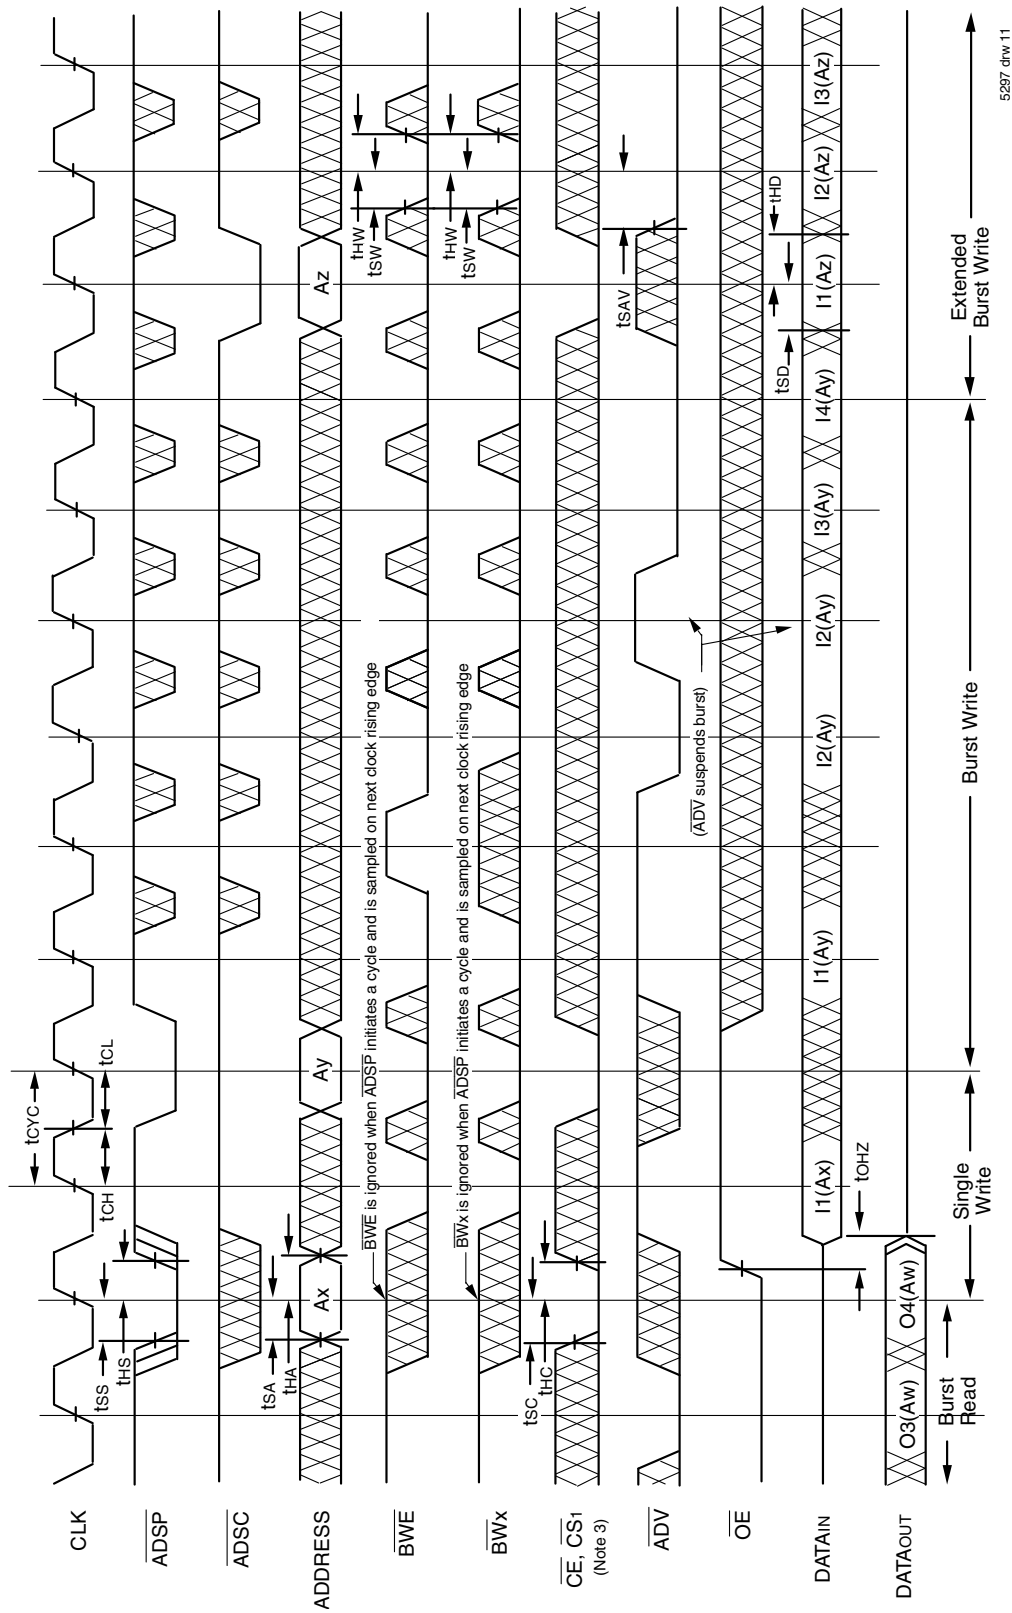 CLK
tCYC
tCH
tCL
ADSP
tSS
tHS
ADSC
ADDRESS
tSA
tHA
Ax
Ay
Az
BWE
BWE is ignored when ADSP initiates a cycle and is sampled on next clock rising edge
tHW
tSW
BWx
BWx is ignored when ADSP initiates a cycle and is sampled on next clock rising edge
tHW
tSW
CE, CS1
(Note 3)
tSC
tHC
ADV
tSAV
(ADV suspends burst)
OE
DATAIN
I1(Ax)
I1(Ay)
I2(Ay)
I2(Ay)
I3(Ay)
I4(Ay)
I1(Az)
I2(Az)
I3(Az)
tSD
tHD
tOHZ
DATAOUT
O3(Aw)
O4(Aw)
Burst
Read
Single
Write
Burst Write
Extended
Burst Write
5297 drw 11